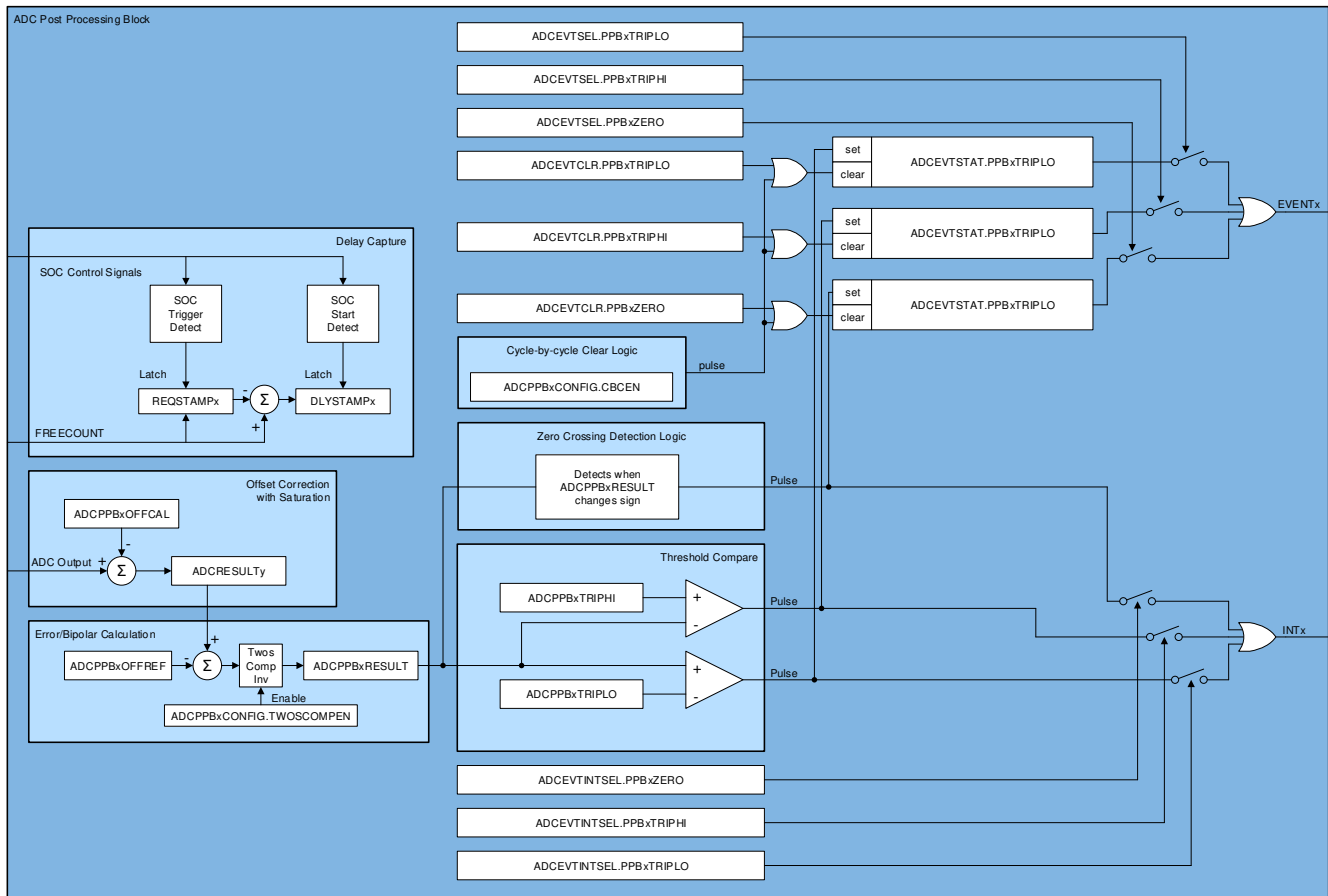 ADC Post Processing Block
ADCEVTSEL.PPBxTRIPLO
ADCEVTSEL.PPBxTRIPHI
ADCEVTSEL.PPBxZERO
ADCEVTCLR.PPBxTRIPLO
set
clear
ADCEVTSTAT.PPBxTRIPLO
ADCEVTCLR.PPBxTRIPHI
set
clear
ADCEVTSTAT.PPBxTRIPLO
EVENTx
ADCEVTCLR.PPBxZERO
set
clear
ADCEVTSTAT.PPBxTRIPLO
Delay Capture
SOC Control Signals
SOC
Trigger
Detect
SOC
Start
Detect
Latch
Latch
REQSTAMPx
-
Σ
+
DLYSTAMPx
FREECOUNT
Cycle-by-cycle Clear Logic
ADCPPBxCONFIG.CBCEN
pulse
Zero Crossing Detection Logic
Detects when
ADCPPBxRESULT
changes sign
Pulse
Offset Correction
with Saturation
ADCPPBxOFFCAL
-
ADC Output
+
Σ
ADCRESULTy
Threshold Compare
ADCPPBxTRIPHI
+
-
Pulse
+
-
Pulse
ADCPPBxTRIPLO
Error/Bipolar Calculation
+
ADCPPBxOFFREF
-
Σ
Twos
Comp
Inv
ADCPPBxRESULT
Enable
ADCPPBxCONFIG.TWOSCOMPEN
INTx
ADCEVTINTSEL.PPBxZERO
ADCEVTINTSEL.PPBxTRIPHI
ADCEVTINTSEL.PPBxTRIPLO